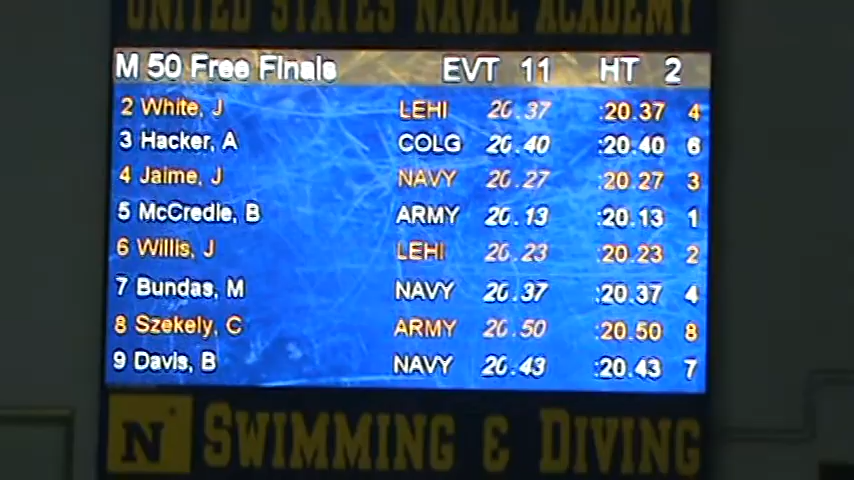 UNITED STATES NAVAL ACADEMY
M 50 Free Finals EVT 11 HT 2
2 White, J LEHI 20.37 :20.37 4
3 Hacker, A COLG 20.40 :20.40 6
4 Jaime, J NAVY 20.27 :20.27 3
5 McCredie, B ARMY 20.13 :20.13 1
6 Willis, J LEHI 20.23 :20.23 2
7 Bundas, M NAVY 20.37 :20.37 4
8 Szekely, C ARMY 20.50 :20.50 8
9 Davis, B NAVY 20.43 :20.43 7
N SWIMMING & DIVING